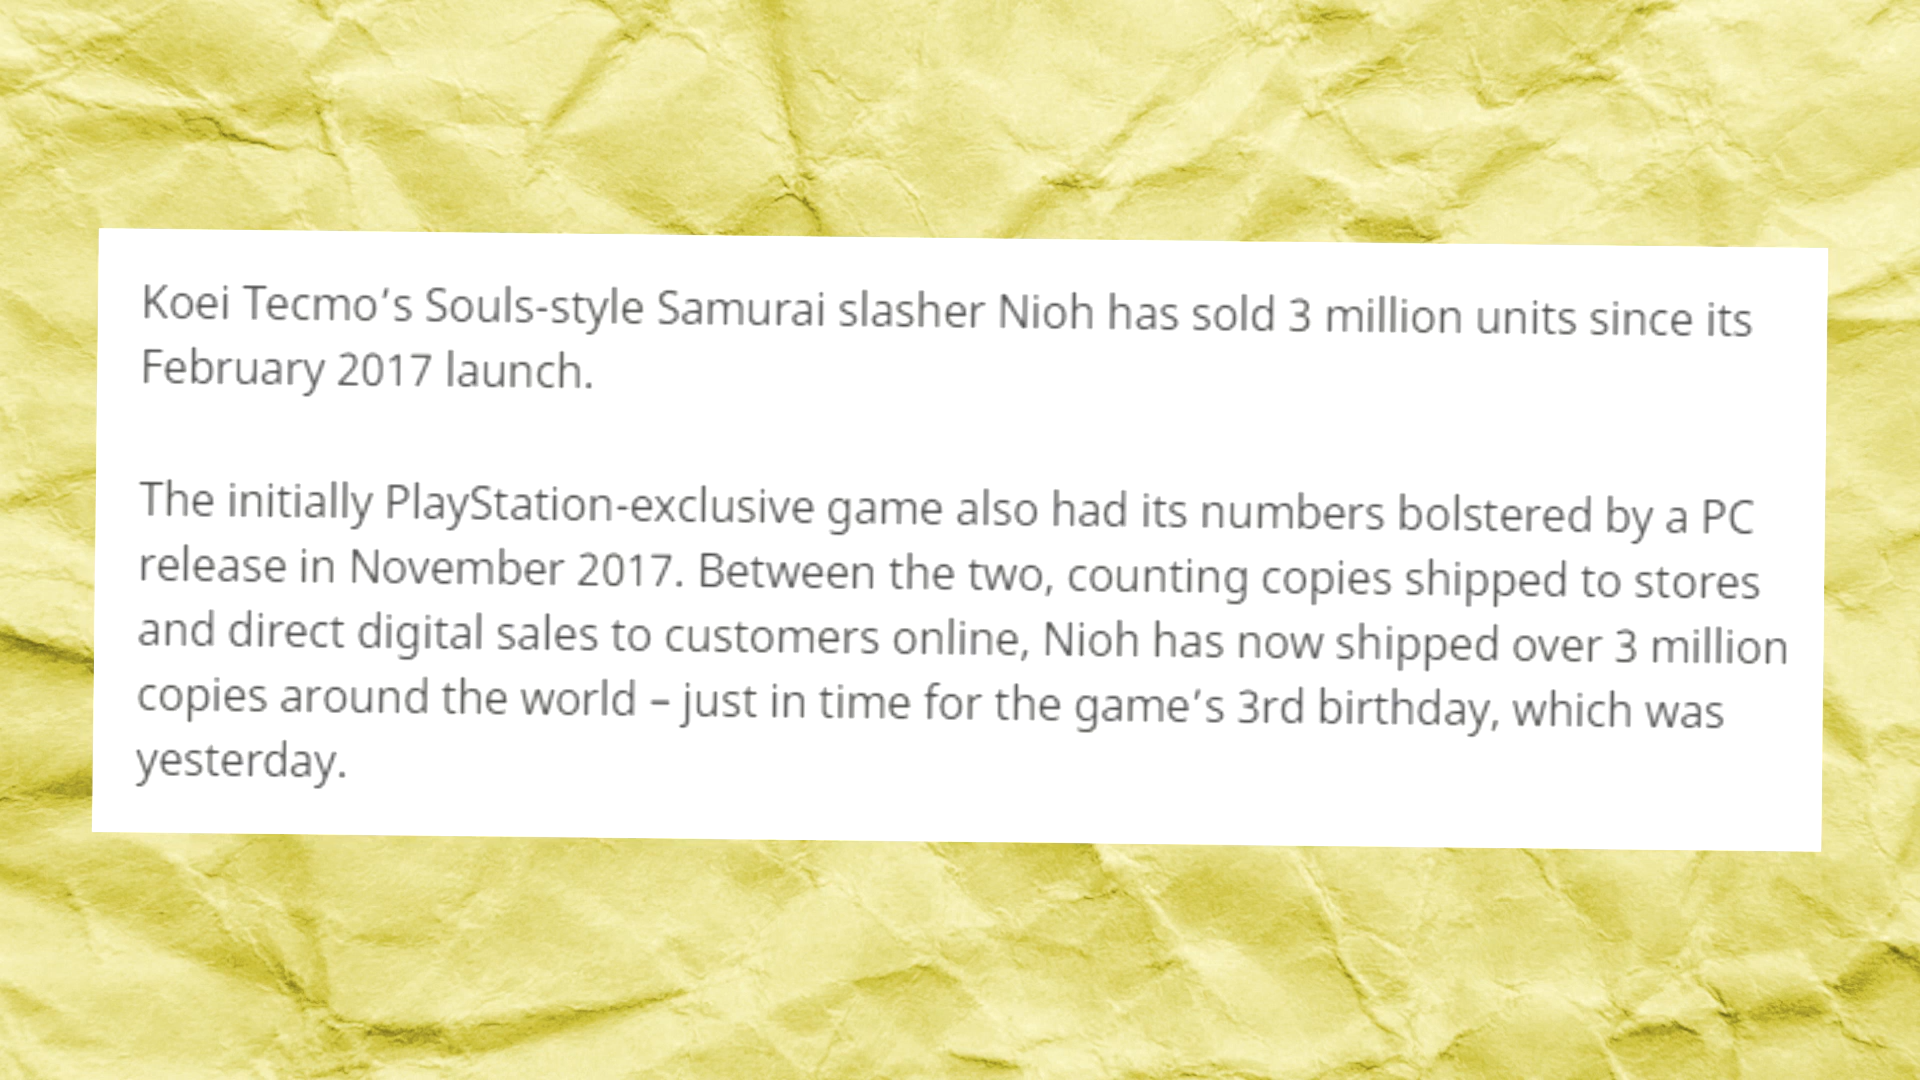 Koei Tecmo's Souls-style Samurai slasher Nioh has sold 3 million units since its
February 2017 launch.
The initially PlayStation-exclusive game also had its numbers bolstered by a PC
release in November 2017. Between the two, counting copies shipped to stores
and direct digital sales to customers online, Nioh has now shipped over 3 million
copies around the world – just in time for the game's 3rd birthday, which was
yesterday.